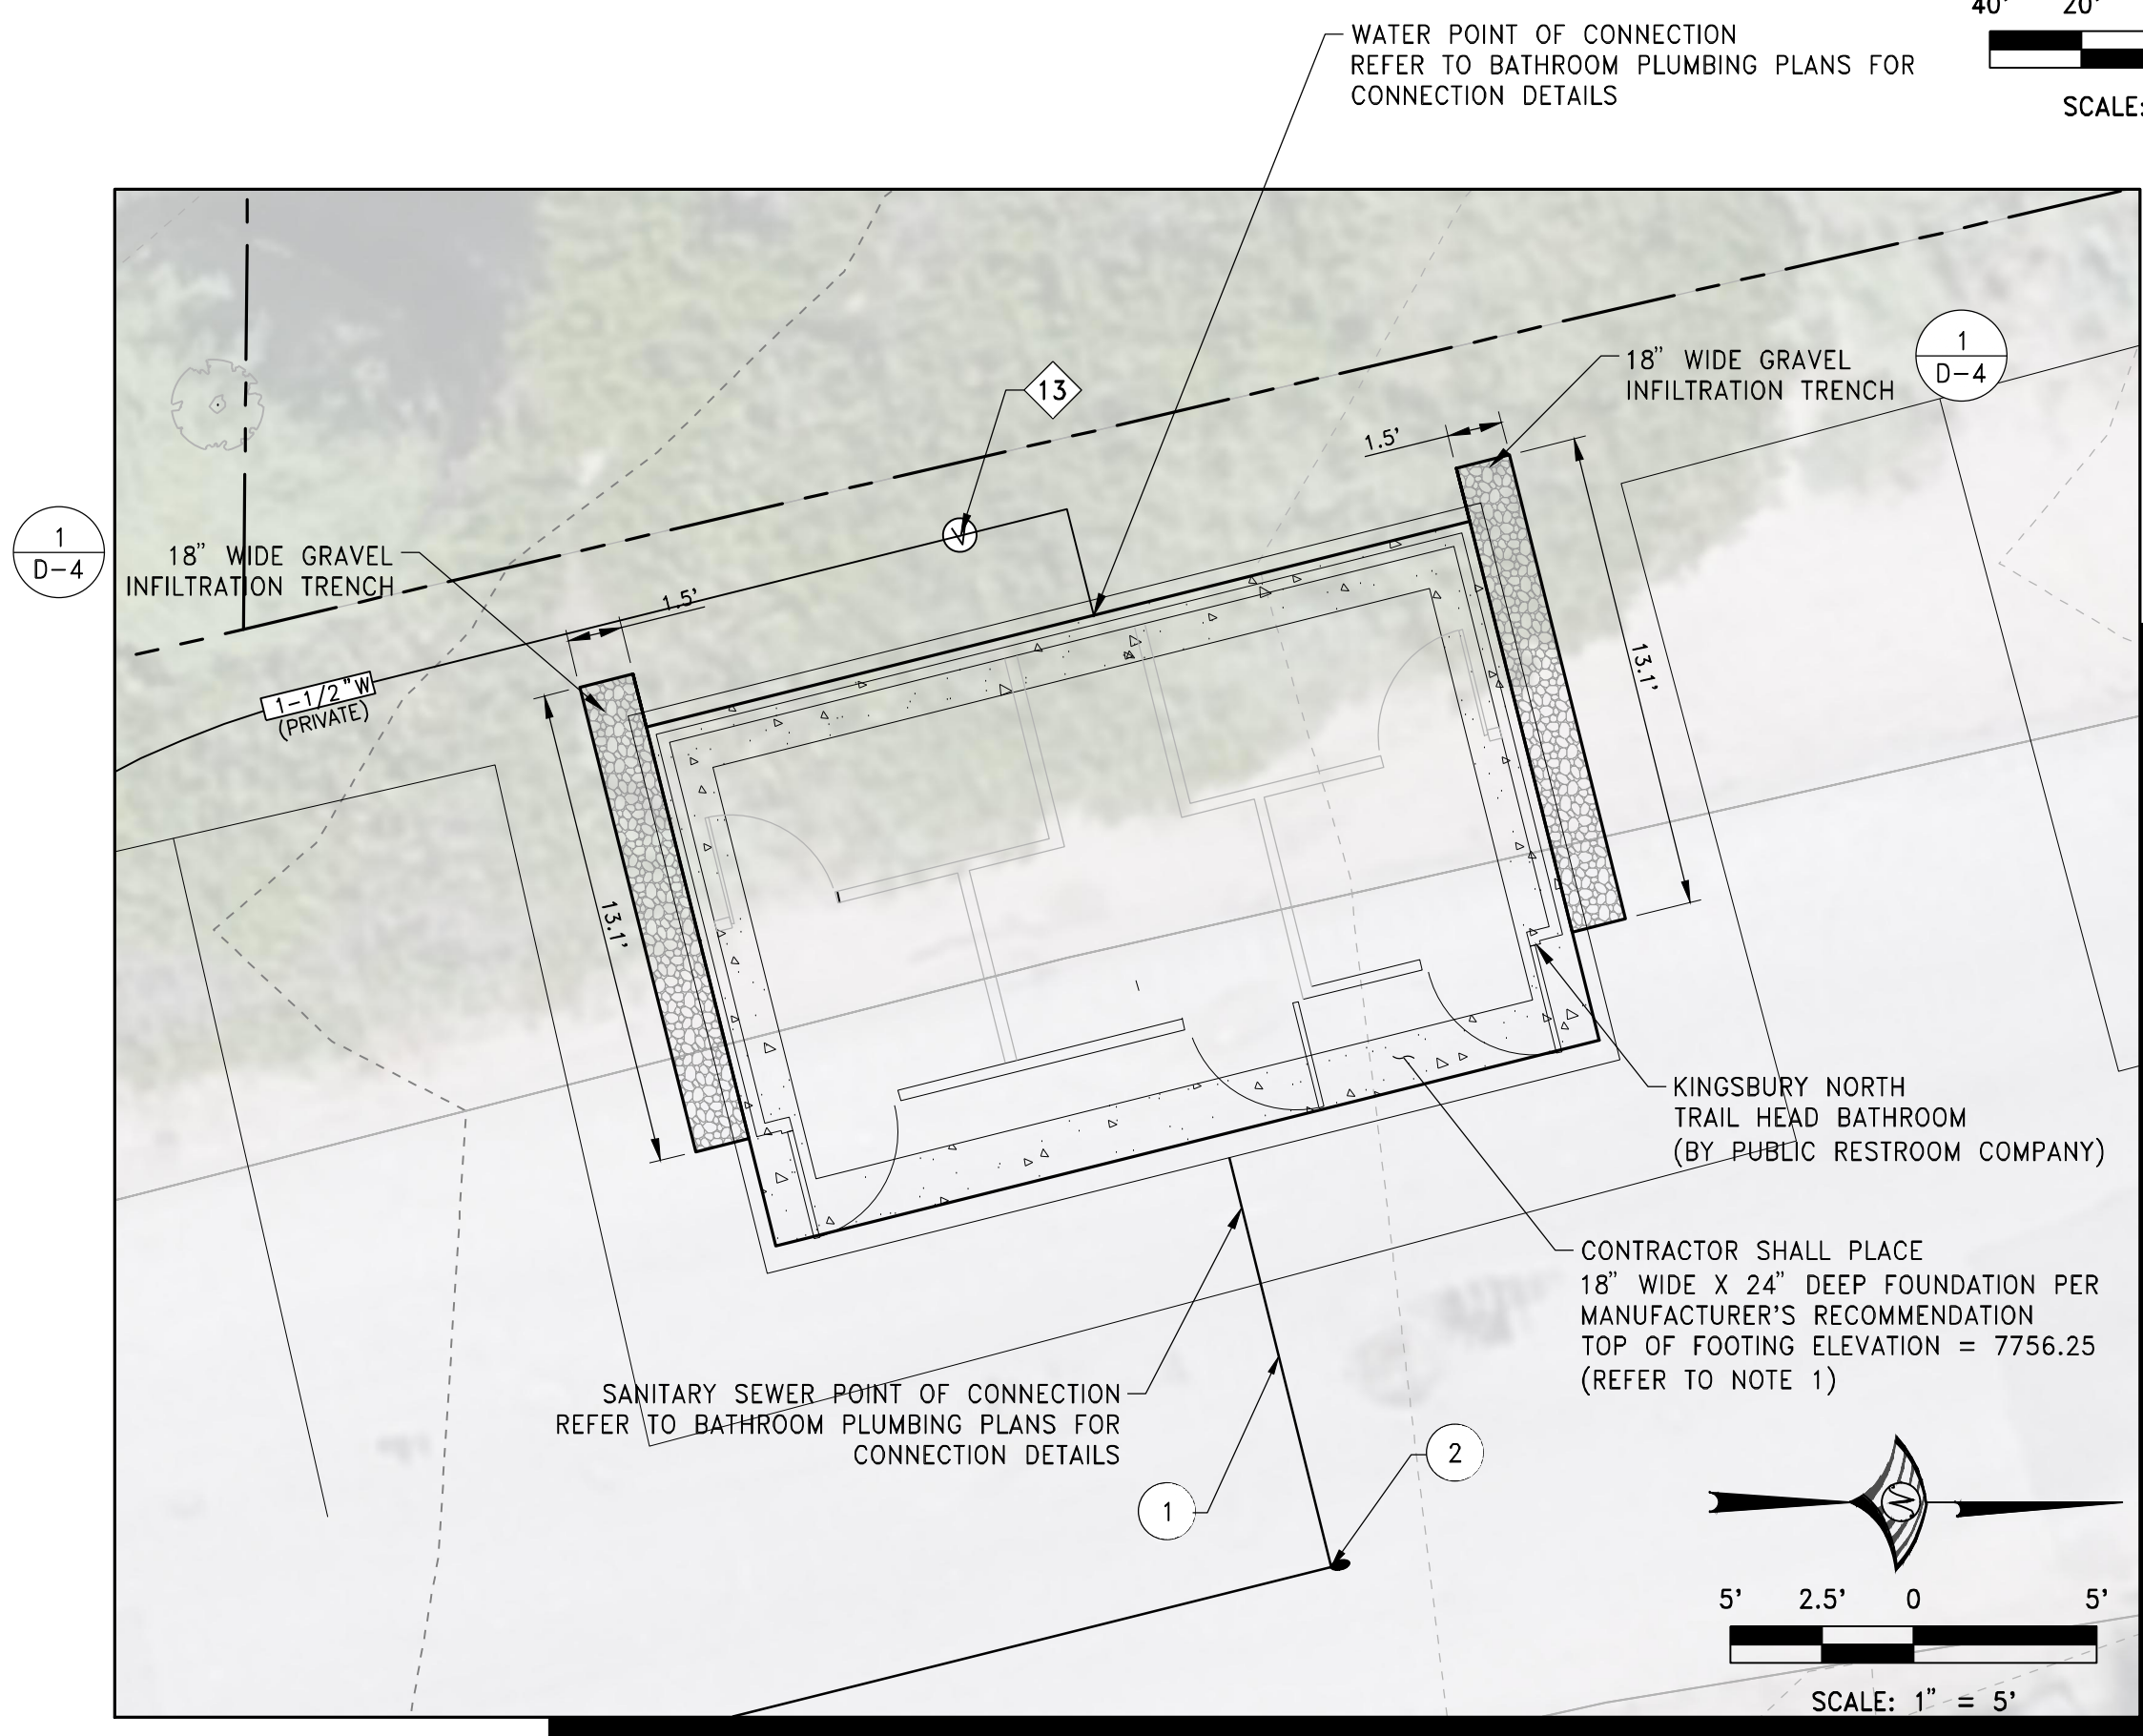 40' 20'
SCALE:
WATER POINT OF CONNECTION
REFER TO BATHROOM PLUMBING PLANS FOR
CONNECTION DETAILS
1
D-4
18” WIDE GRAVEL
INFILTRATION TRENCH
13
1.5'
1
D-4
18” WIDE GRAVEL
INFILTRATION TRENCH
1.5'
13.1'
1-1/2"W
(PRIVATE)
13.1'
KINGSBURY NORTH
TRAIL HEAD BATHROOM
(BY PUBLIC RESTROOM COMPANY)
CONTRACTOR SHALL PLACE
18” WIDE X 24” DEEP FOUNDATION PER
MANUFACTURER'S RECOMMENDATION
TOP OF FOOTING ELEVATION = 7756.25
(REFER TO NOTE 1)
SANITARY SEWER POINT OF CONNECTION
REFER TO BATHROOM PLUMBING PLANS FOR
CONNECTION DETAILS
2
1
N
5' 2.5' 0 5'
SCALE: 1” = 5'